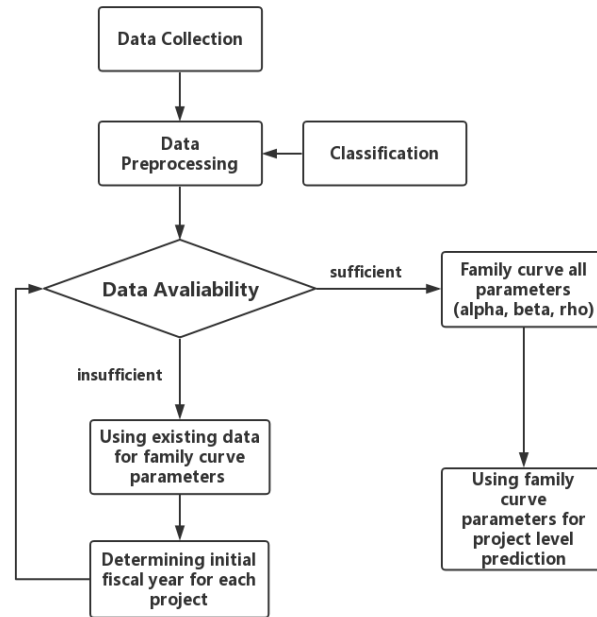 Data Collection
Data
Preprocessing
Classification
Data Avaliability
sufficient
Family curve all
parameters
(alpha, beta, rho)
insufficient
Using existing data
for family curve
parameters
Using family
curve
parameters for
project level
prediction
Determining initial
fiscal year for each
project